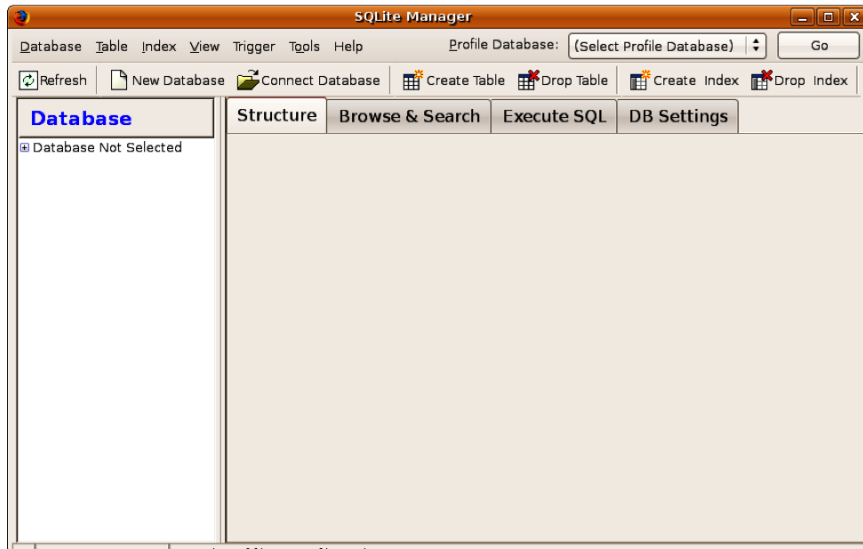 SQLite Manager
Database Table Index View Trigger Tools Help Profile Database: (Select Profile Database) Go
Refresh New Database Connect Database Create Table Drop Table Create Index Drop Index
Database
Structure Browse & Search Execute SQL DB Settings
Database Not Selected